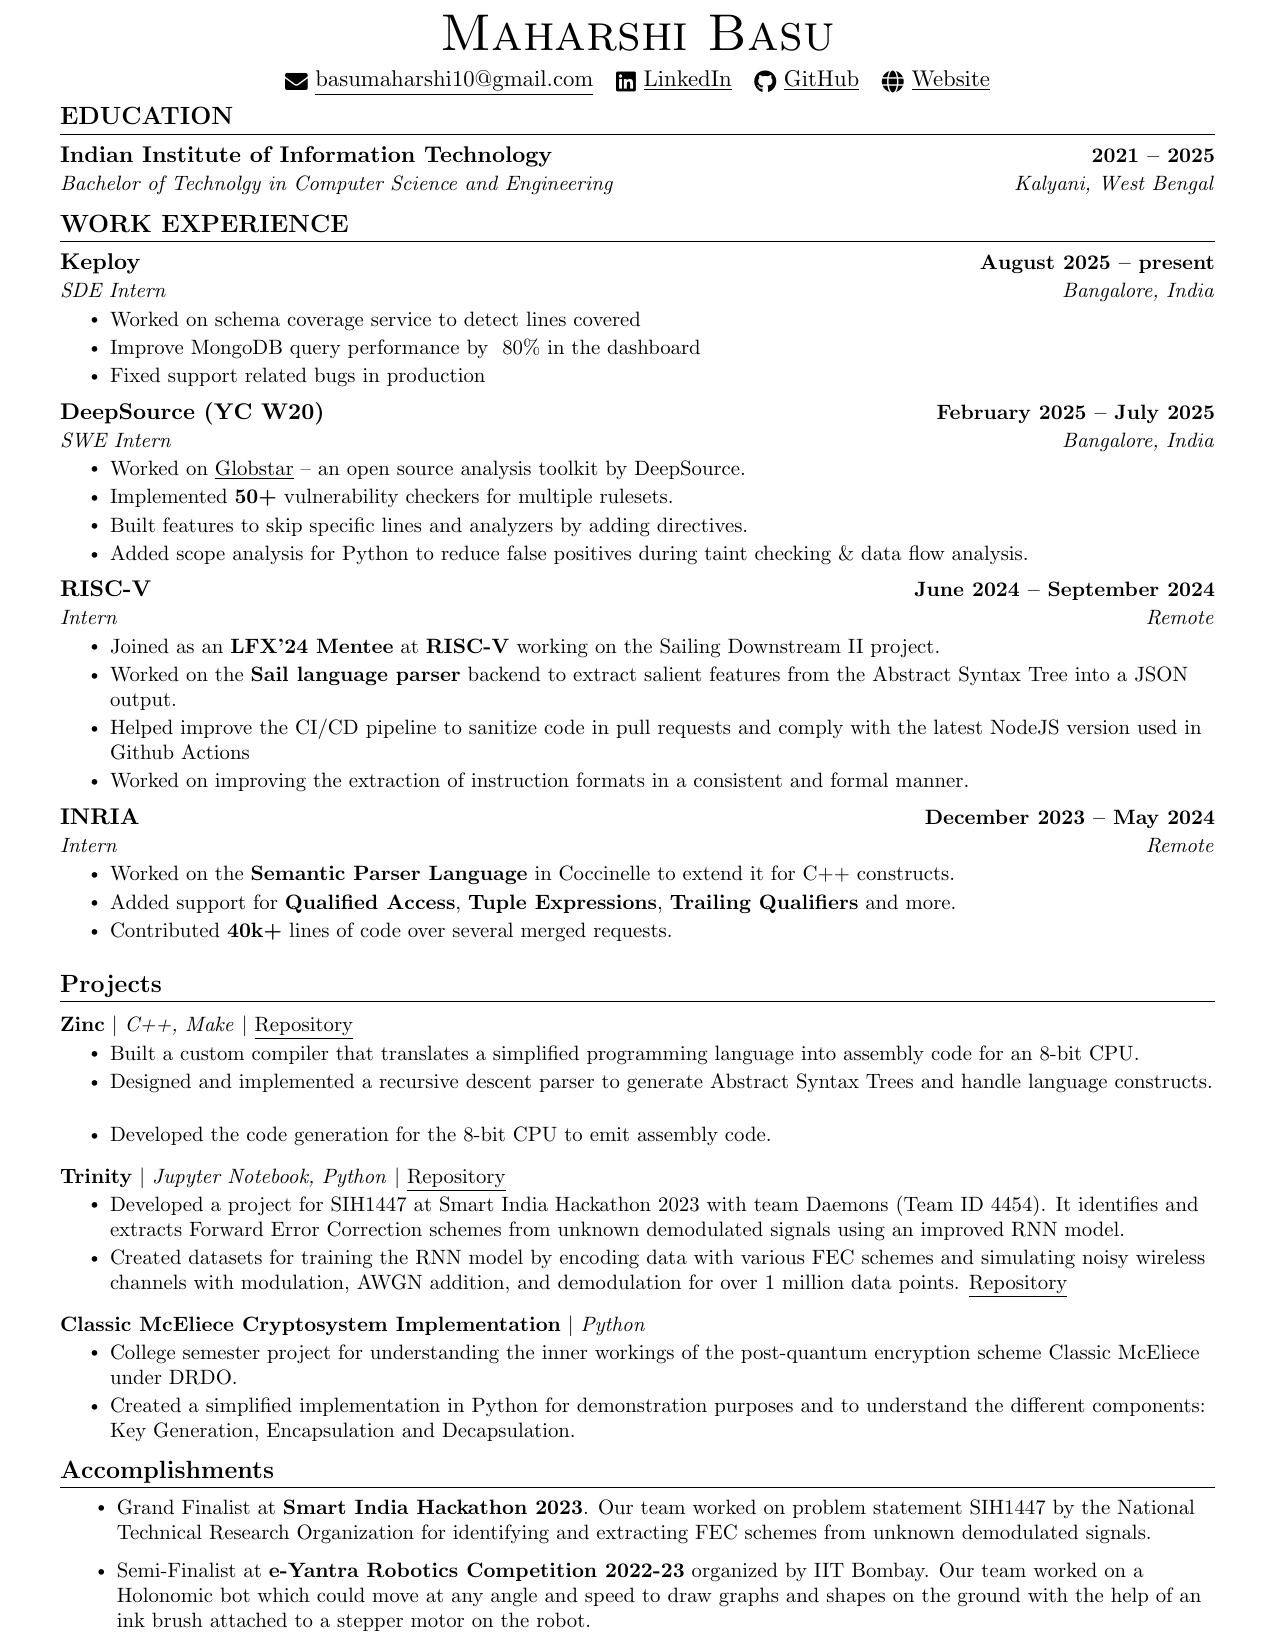 Maharshi Basu
basumaharshi10@gmail.com LinkedIn GitHub Website
EDUCATION
Indian Institute of Information Technology 2021 – 2025
Bachelor of Technolgy in Computer Science and Engineering Kalyani, West Bengal
WORK EXPERIENCE
Keploy August 2025 – present
SDE Intern Bangalore, India
• Worked on schema coverage service to detect lines covered
• Improve MongoDB query performance by 80% in the dashboard
• Fixed support related bugs in production
DeepSource (YC W20) February 2025 – July 2025
SWE Intern Bangalore, India
• Worked on Globstar – an open source analysis toolkit by DeepSource.
• Implemented 50+ vulnerability checkers for multiple rulesets.
• Built features to skip specific lines and analyzers by adding directives.
• Added scope analysis for Python to reduce false positives during taint checking & data flow analysis.
RISC-V June 2024 – September 2024
Intern Remote
• Joined as an LFX'24 Mentee at RISC-V working on the Sailing Downstream II project.
• Worked on the Sail language parser backend to extract salient features from the Abstract Syntax Tree into a JSON
output.
• Helped improve the CI/CD pipeline to sanitize code in pull requests and comply with the latest NodeJS version used in
Github Actions
• Worked on improving the extraction of instruction formats in a consistent and formal manner.
INRIA December 2023 – May 2024
Intern Remote
• Worked on the Semantic Parser Language in Coccinelle to extend it for C++ constructs.
• Added support for Qualified Access, Tuple Expressions, Trailing Qualifiers and more.
• Contributed 40k+ lines of code over several merged requests.
Projects
Zinc | C++, Make | Repository
• Built a custom compiler that translates a simplified programming language into assembly code for an 8-bit CPU.
• Designed and implemented a recursive descent parser to generate Abstract Syntax Trees and handle language constructs.
• Developed the code generation for the 8-bit CPU to emit assembly code.
Trinity | Jupyter Notebook, Python | Repository
• Developed a project for SIH1447 at Smart India Hackathon 2023 with team Daemons (Team ID 4454). It identifies and
extracts Forward Error Correction schemes from unknown demodulated signals using an improved RNN model.
• Created datasets for training the RNN model by encoding data with various FEC schemes and simulating noisy wireless
channels with modulation, AWGN addition, and demodulation for over 1 million data points. Repository
Classic McEliece Cryptosystem Implementation | Python
• College semester project for understanding the inner workings of the post-quantum encryption scheme Classic McEliece
under DRDO.
• Created a simplified implementation in Python for demonstration purposes and to understand the different components:
Key Generation, Encapsulation and Decapsulation.
Accomplishments
• Grand Finalist at Smart India Hackathon 2023. Our team worked on problem statement SIH1447 by the National
Technical Research Organization for identifying and extracting FEC schemes from unknown demodulated signals.
• Semi-Finalist at e-Yantra Robotics Competition 2022-23 organized by IIT Bombay. Our team worked on a
Holonomic bot which could move at any angle and speed to draw graphs and shapes on the ground with the help of an
ink brush attached to a stepper motor on the robot.